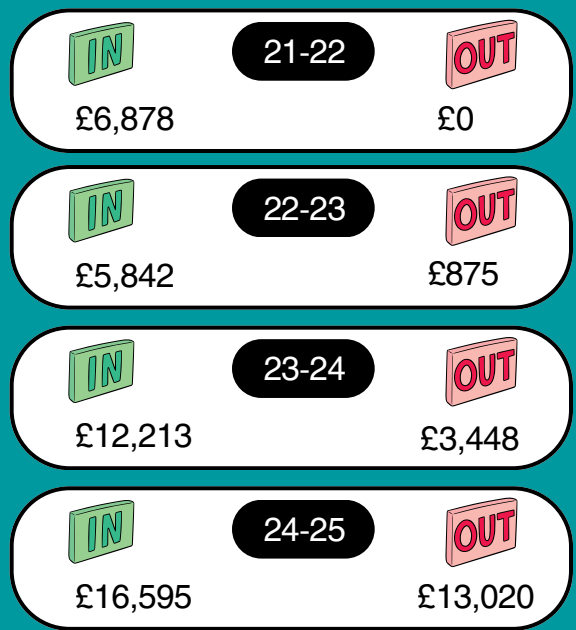 IN 21-22 OUT
£6,878 £0
IN 22-23 OUT
£5,842 £875
IN 23-24 OUT
£12,213 £3,448
IN 24-25 OUT
£16,595 £13,020